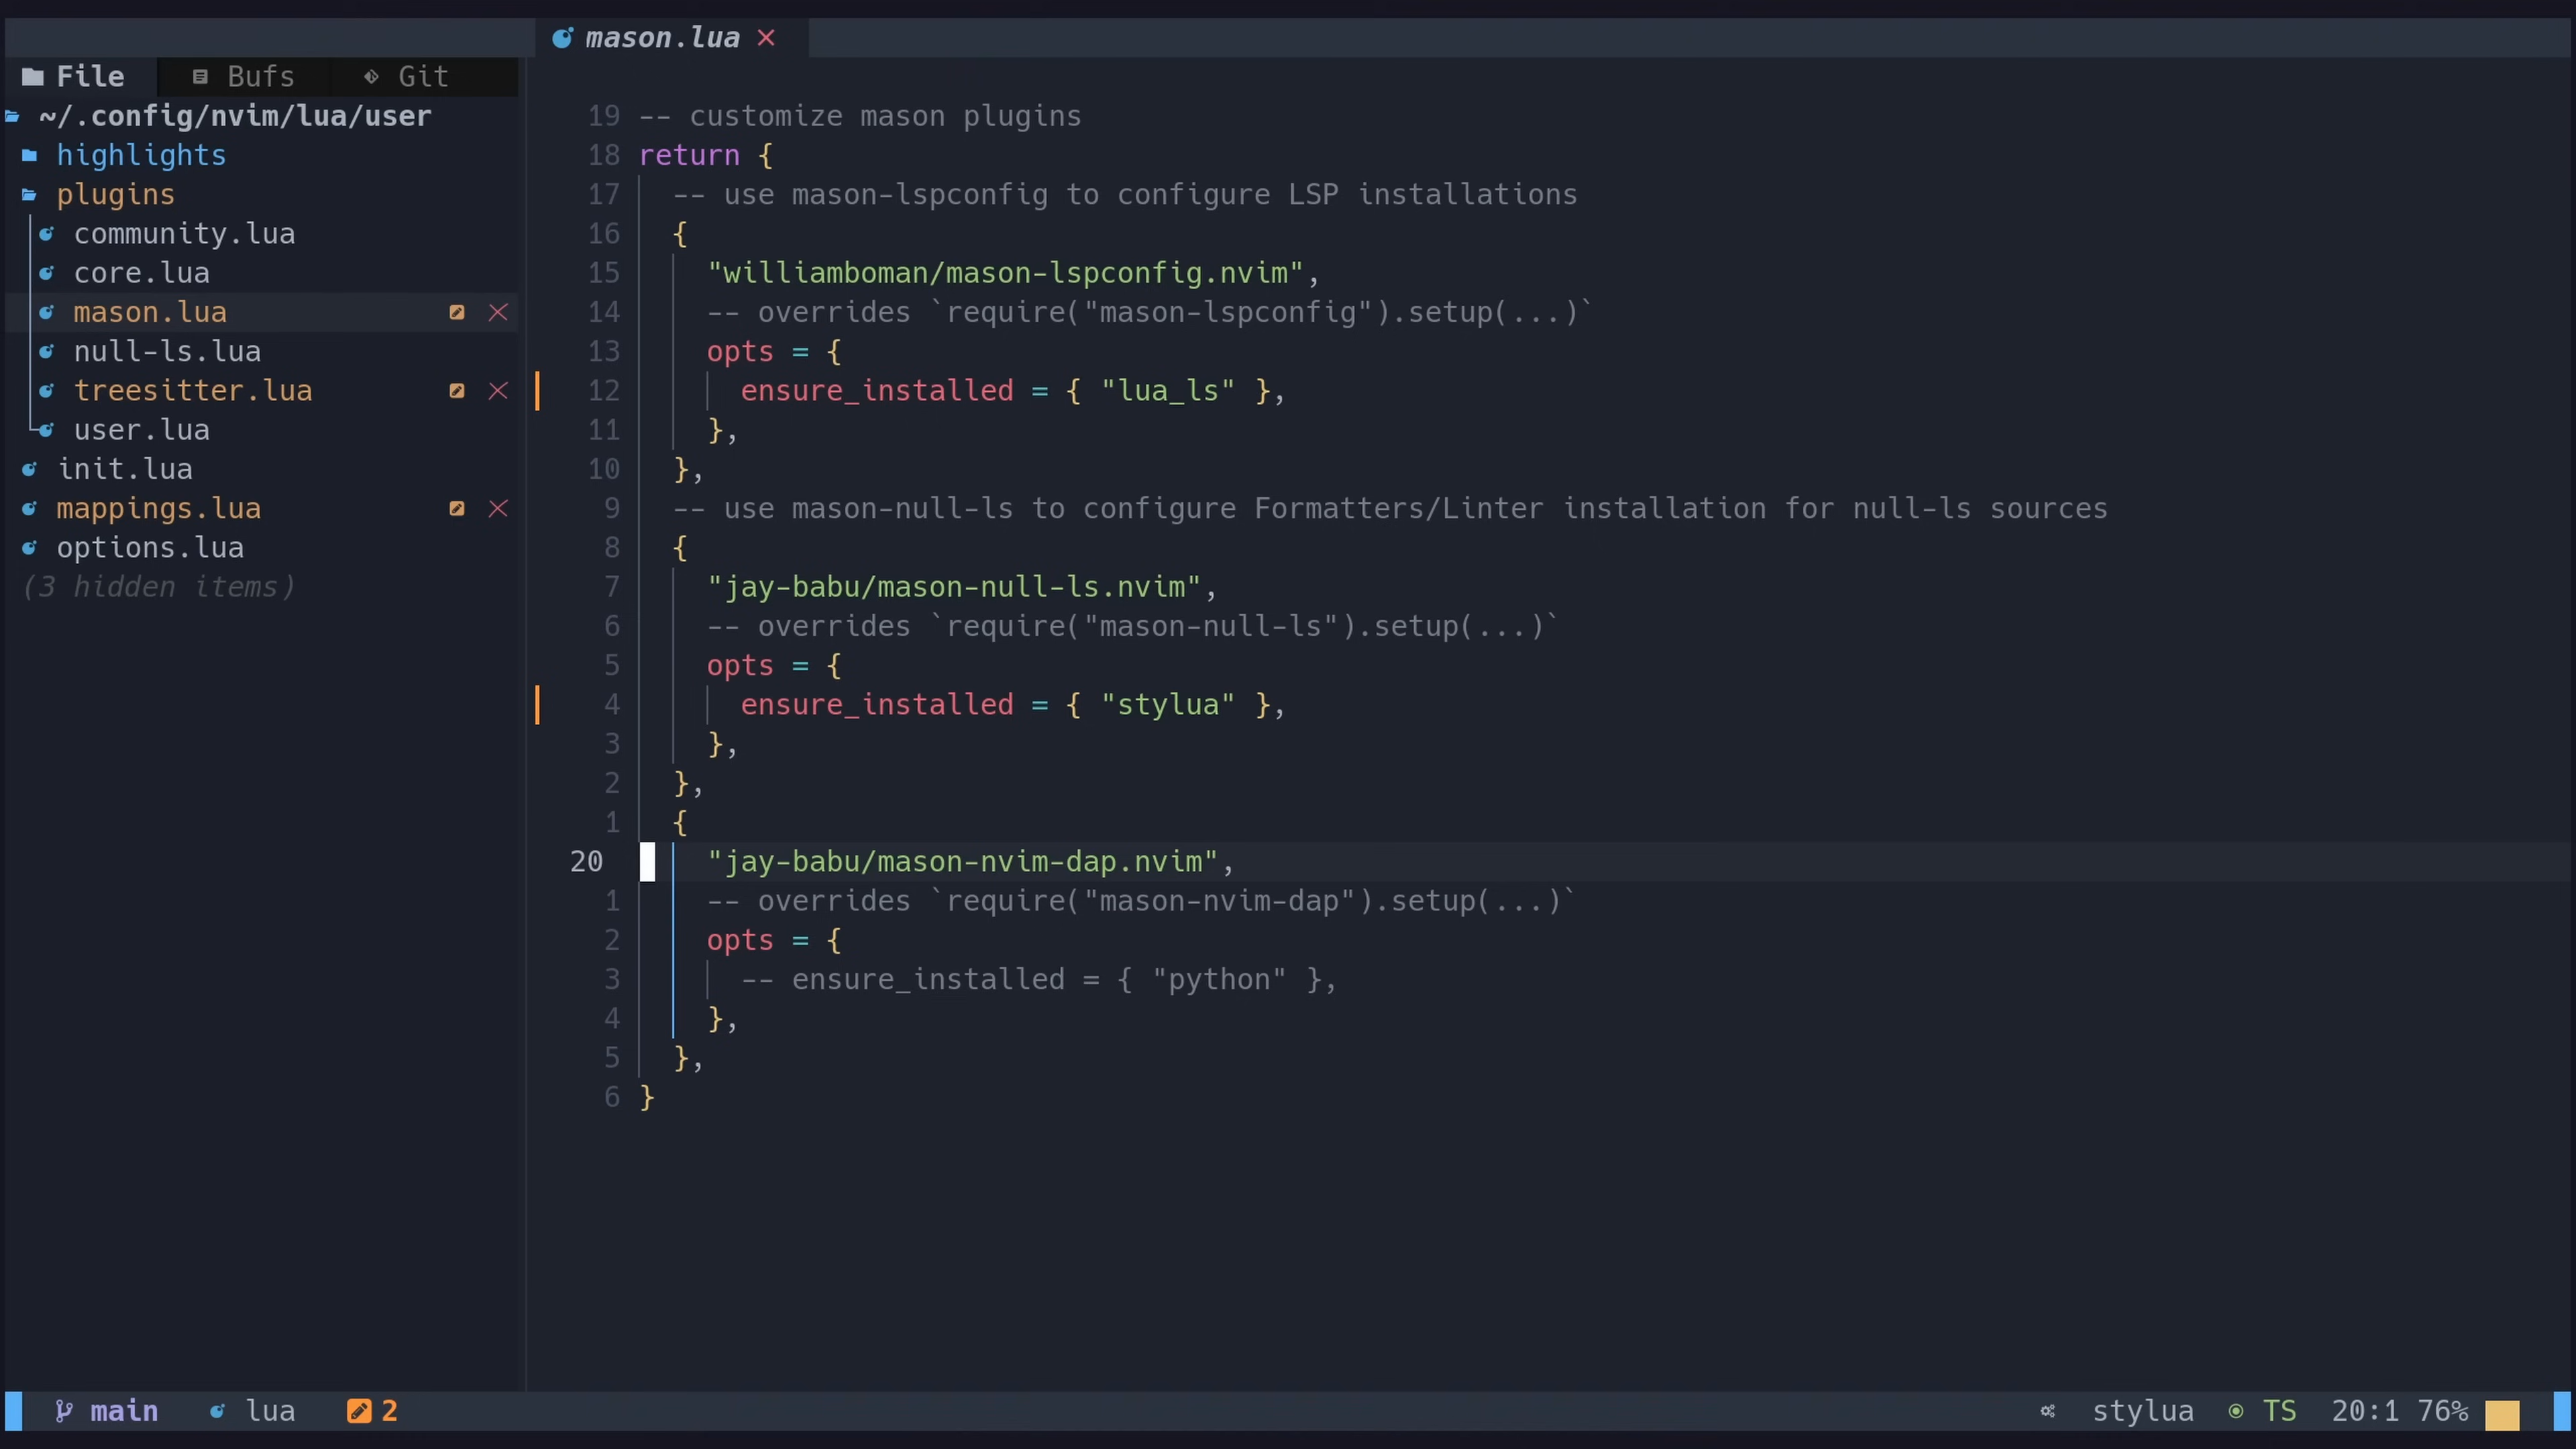 mason.lua
File Bufs Git
~/.config/nvim/lua/user
highlights
plugins
community.lua
core.lua
mason.lua
null-ls.lua
treesitter.lua
user.lua
init.lua
mappings.lua
options.lua
(3 hidden items)
19 -- customize mason plugins
18 return {
17 -- use mason-lspconfig to configure LSP installations
16 {
15 "williamboman/mason-lspconfig.nvim",
14 -- overrides `require("mason-lspconfig").setup(...)`
13 opts = {
12 ensure_installed = { "lua_ls" },
11 },
10 },
9 -- use mason-null-ls to configure Formatters/Linter installation for null-ls sources
8 {
7 "jay-babu/mason-null-ls.nvim",
6 -- overrides `require("mason-null-ls").setup(...)`
5 opts = {
4 ensure_installed = { "stylua" },
3 },
2 },
1 {
20 "jay-babu/mason-nvim-dap.nvim",
1 -- overrides `require("mason-nvim-dap").setup(...)`
2 opts = {
3 -- ensure_installed = { "python" },
4 },
5 },
6 }
main lua 2 stylua TS 20:1 76%